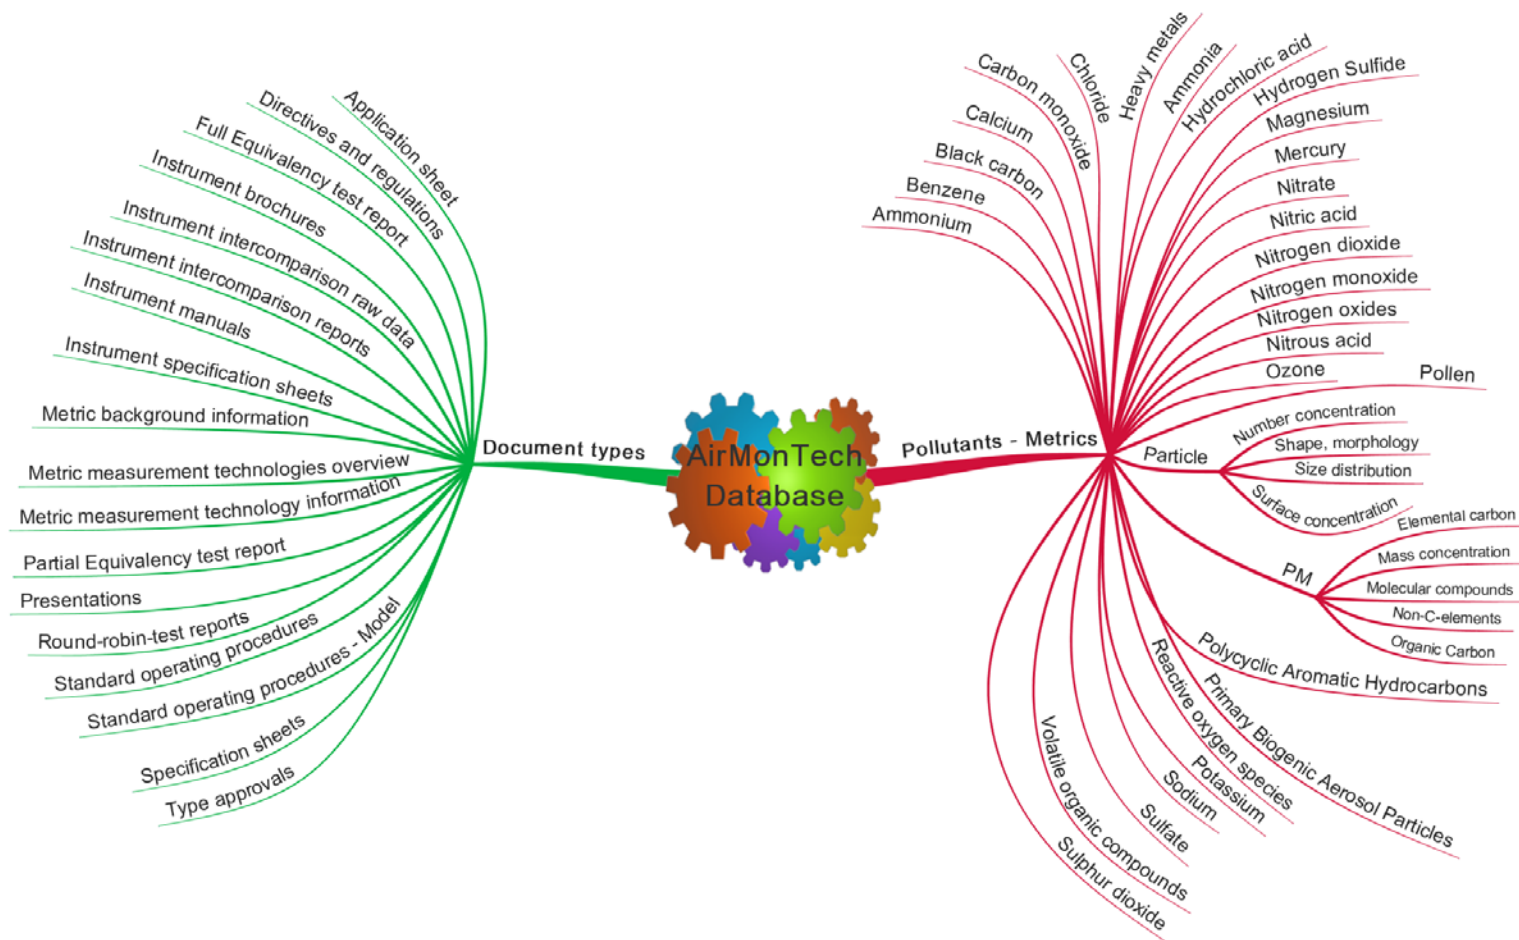 Application sheet
Directives and regulations
Full Equivalency test report
Instrument brochures
Instrument intercomparison raw data
Instrument intercomparison reports
Instrument manuals
Instrument specification sheets
Metric background information
Metric measurement technologies overview
Metric measurement technology information
Partial Equivalency test report
Presentations
Round-robin-test reports
Standard operating procedures
Standard operating procedures - Model
Specification sheets
Type approvals
Document types
AirMonTech
Database
Pollutants - Metrics
Ammonium
Benzene
Black carbon
Calcium
Carbon monoxide
Chloride
Heavy metals
Ammonia
Hydrochloric acid
Hydrogen Sulfide
Magnesium
Mercury
Nitrate
Nitric acid
Nitrogen dioxide
Nitrogen monoxide
Nitrogen oxides
Nitrous acid
Ozone
Pollen
Particle
Number concentration
Shape, morphology
Size distribution
Surface concentration
PM
Elemental carbon
Mass concentration
Molecular compounds
Non-C-elements
Organic Carbon
Polycyclic Aromatic Hydrocarbons
Primary Biogenic Aerosol Particles
Reactive oxygen species
Potassium
Sodium
Sulfate
Volatile organic compounds
Sulphur dioxide